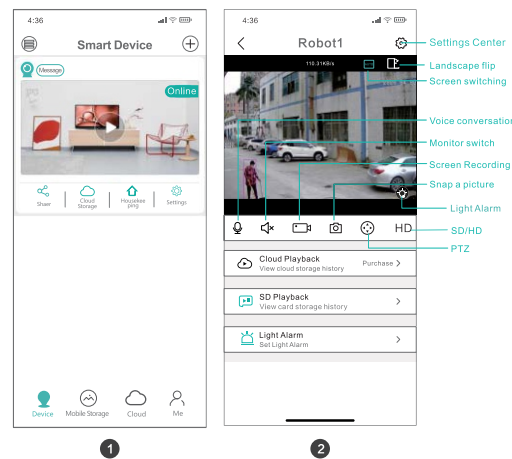 4:36
Smart Device
Message
Online
Shaer
Cloud
Storage
Housekee
ping
Settings
Device
Mobile Storage
Cloud
Me
1
4:36
Robot1
Settings Center
110.31KB/s
Landscape flip
Screen switching
Voice conversation
Monitor switch
Screen Recording
Snap a picture
Light Alarm
HD
SD/HD
PTZ
Cloud Playback
View cloud storage history
Purchase
SD Playback
View card storage history
Light Alarm
Set Light Alarm
2